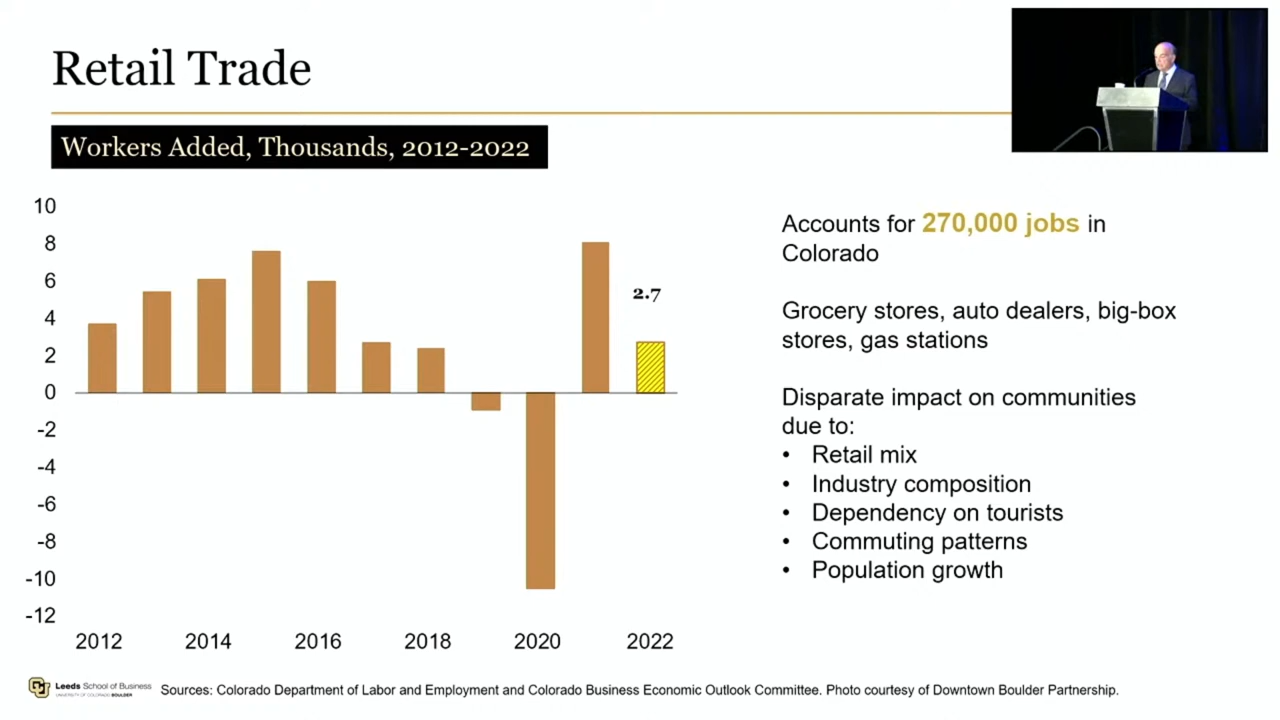 Retail Trade
Workers Added, Thousands, 2012-2022
10
8
6
4
2
0
-2
-4
-6
-8
-10
-12
2.7
2012 2014 2016 2018 2020 2022
Accounts for 270,000 jobs in
Colorado
Grocery stores, auto dealers, big-box
stores, gas stations
Disparate impact on communities
due to:
• Retail mix
• Industry composition
• Dependency on tourists
• Commuting patterns
• Population growth
Leeds School of Business
UNIVERSITY OF COLORADO BOULDER
Sources: Colorado Department of Labor and Employment and Colorado Business Economic Outlook Committee. Photo courtesy of Downtown Boulder Partnership.